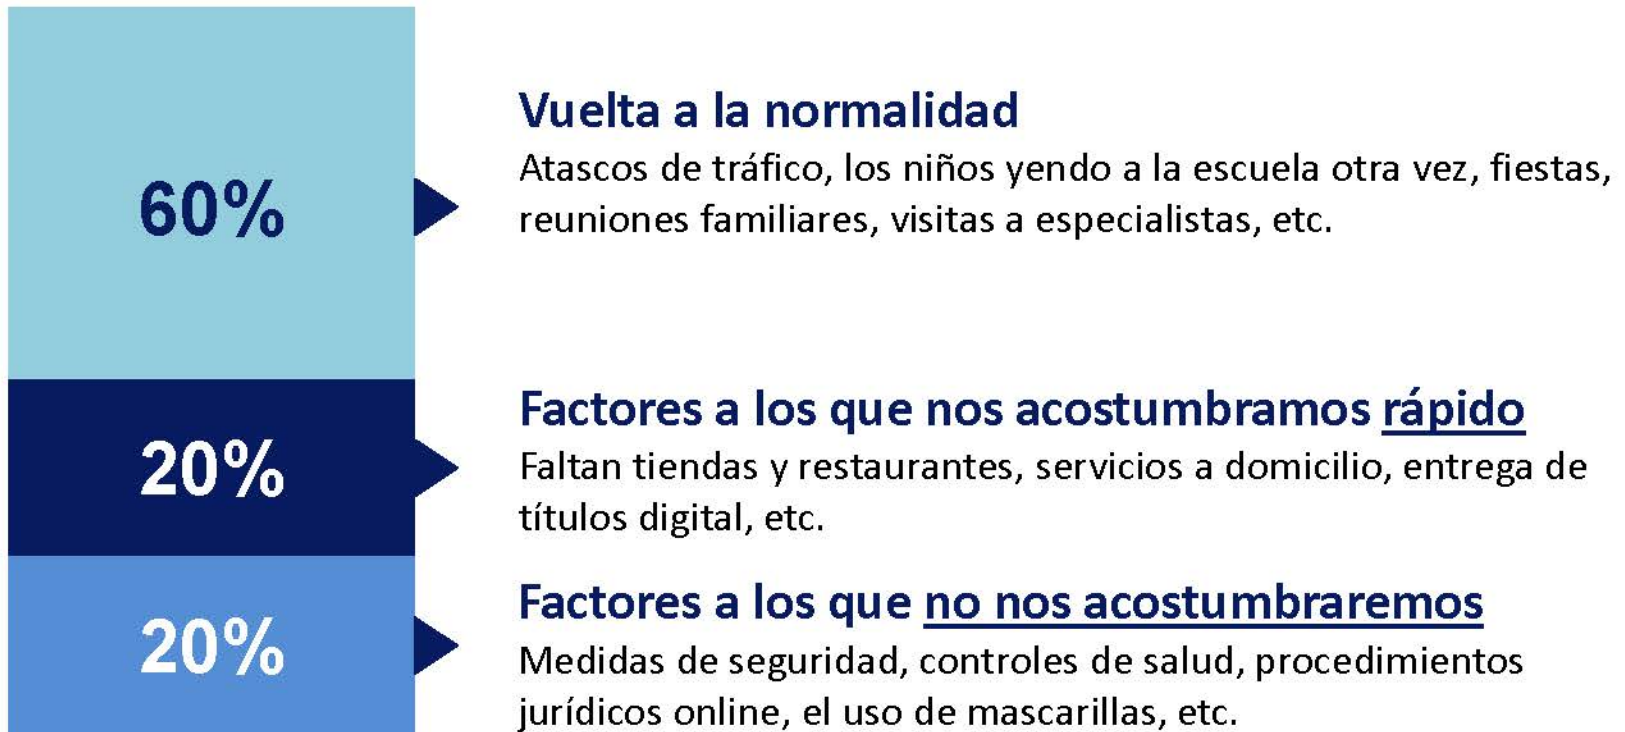 60%
Vuelta a la normalidad
Atascos de tráfico, los niños yendo a la escuela otra vez, fiestas,
reuniones familiares, visitas a especialistas, etc.
20%
Factores a los que nos acostumbramos rápido
Faltan tiendas y restaurantes, servicios a domicilio, entrega de
títulos digital, etc.
20%
Factores a los que no nos acostumbraremos
Medidas de seguridad, controles de salud, procedimientos
jurídicos online, el uso de mascarillas, etc.